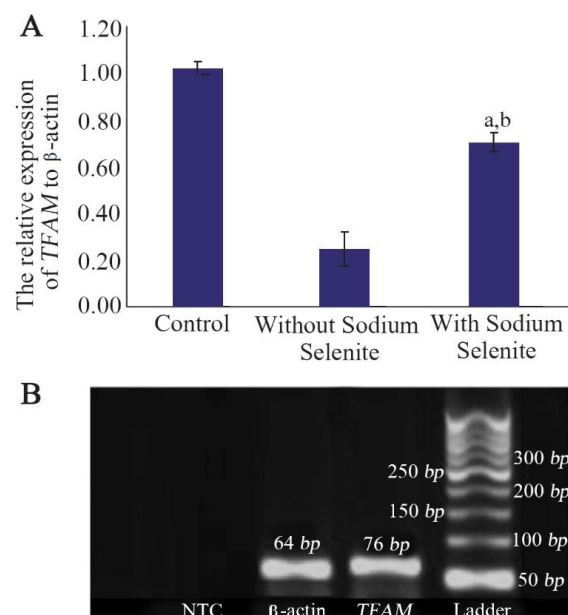 A
The relative expression
of TFAM to β-actin
1.20
1.00
0.80
0.60
0.40
0.20
0.00
a,b
Control
Without Sodium
Selenite
With Sodium
Selenite
B
300 bp
250 bp
200 bp
150 bp
100 bp
64 bp
76 bp
50 bp
NTC
β-actin
TFAM
Ladder